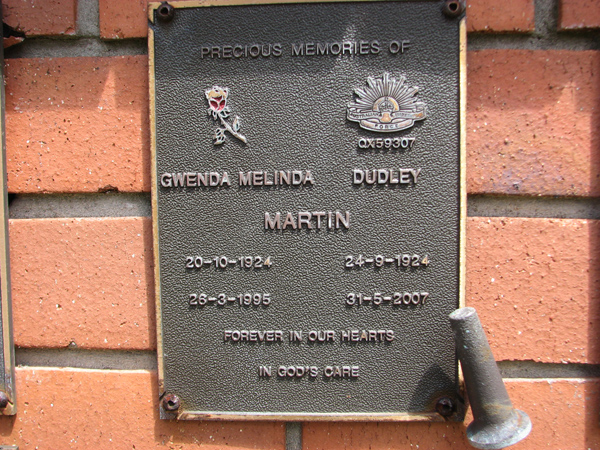 PRECIOUS MEMORIES OF
FORCE
QX59307
GWENDA MELINDA DUDLEY
MARTIN
20-10-1924 24-9-1924
26-3-1995 31-5-2007
FOREVER IN OUR HEARTS
IN GOD'S CARE